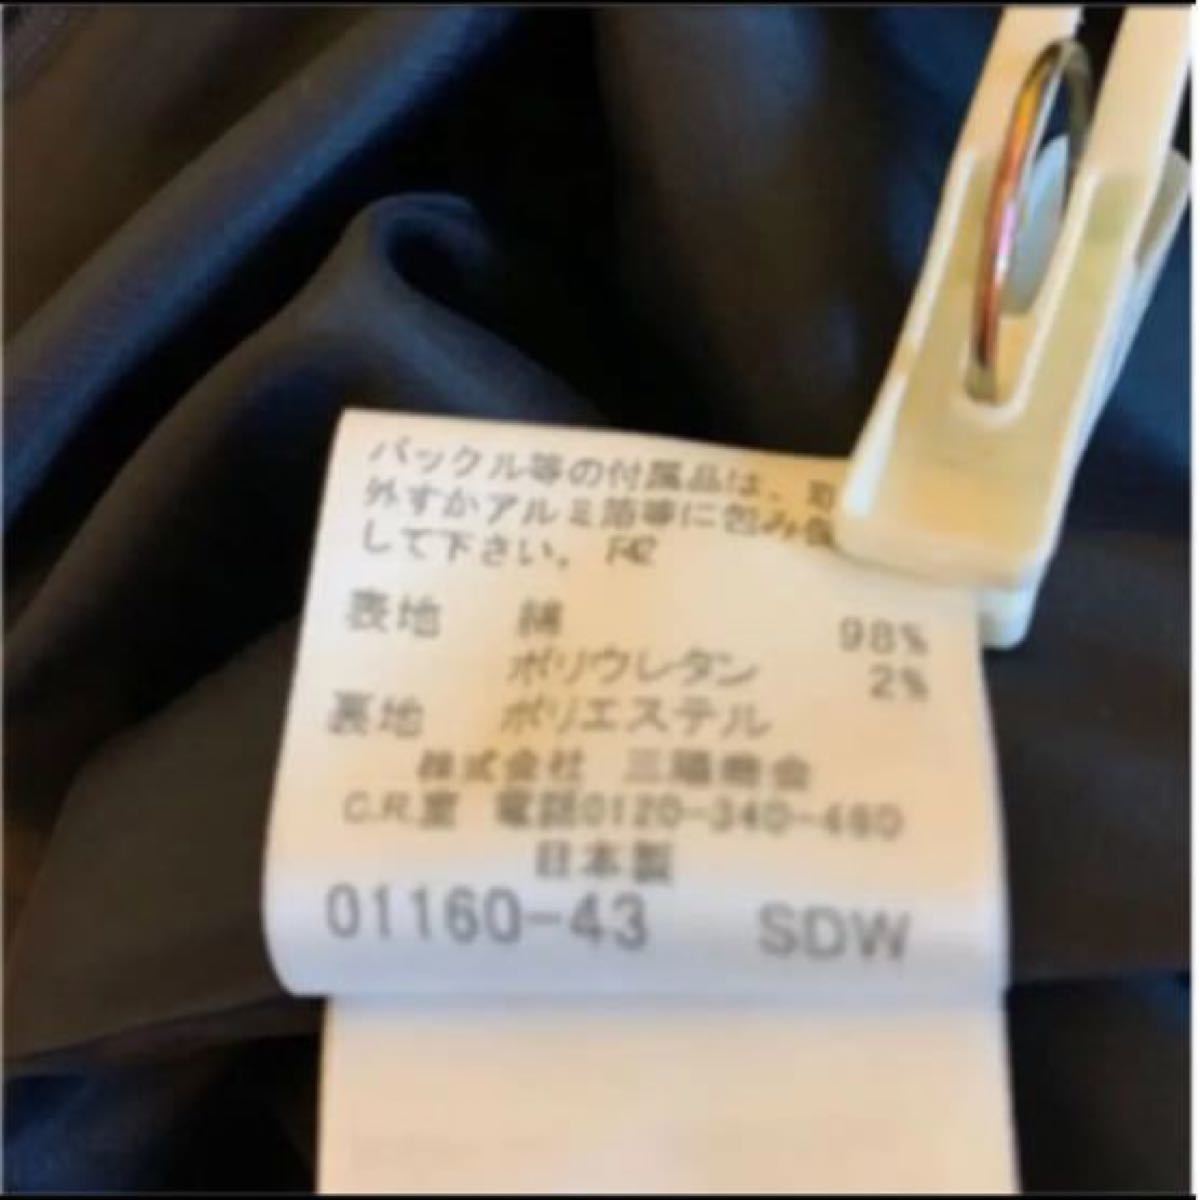 バックル等の付属品は、取
外すかアルミ箔等に包み保
して下さい。 F42
表地 綿 98%
ポリウレタン 2%
裏地 ポリエステル
株式会社 三陽商会
C.R.室 電話0120-340-460
日本製
01160-43 SDW